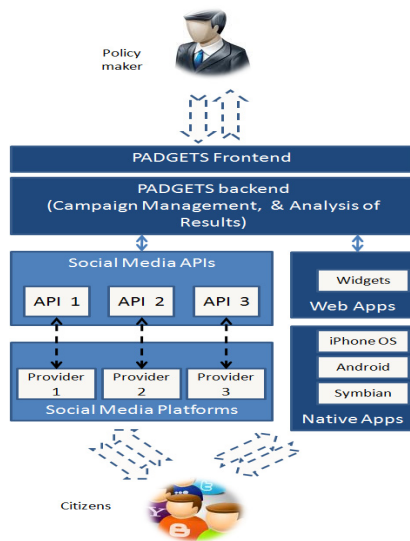 Policy
maker
PADGETS Frontend
PADGETS backend
(Campaign Management, & Analysis of
Results)
Social Media APIs
API 1 API 2 API 3
Provider
1
Provider
2
Provider
3
Social Media Platforms
Widgets
Web Apps
iPhone OS
Android
Symbian
Native Apps
Citizens